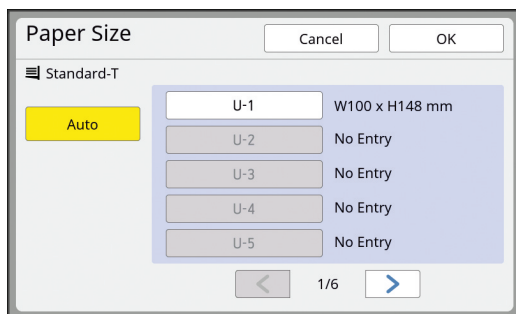 Paper Size
Cancel
OK
Standard-T
Auto
U-1
W100 x H148 mm
U-2
No Entry
U-3
No Entry
U-4
No Entry
U-5
No Entry
1/6